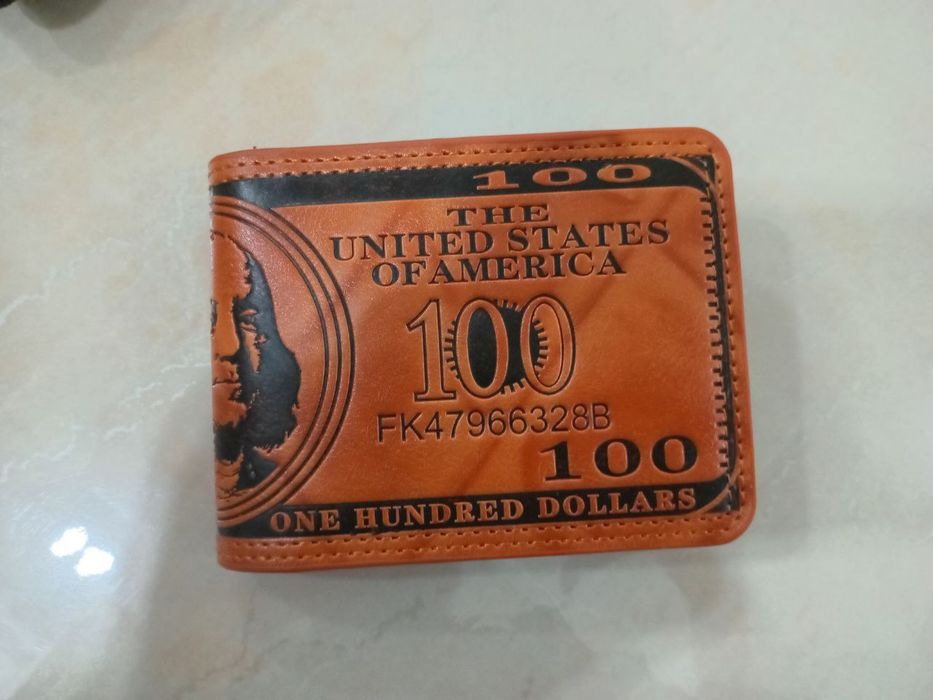 100
THE
UNITED STATES
OF AMERICA
100
FK47966328B
100
ONE HUNDRED DOLLARS